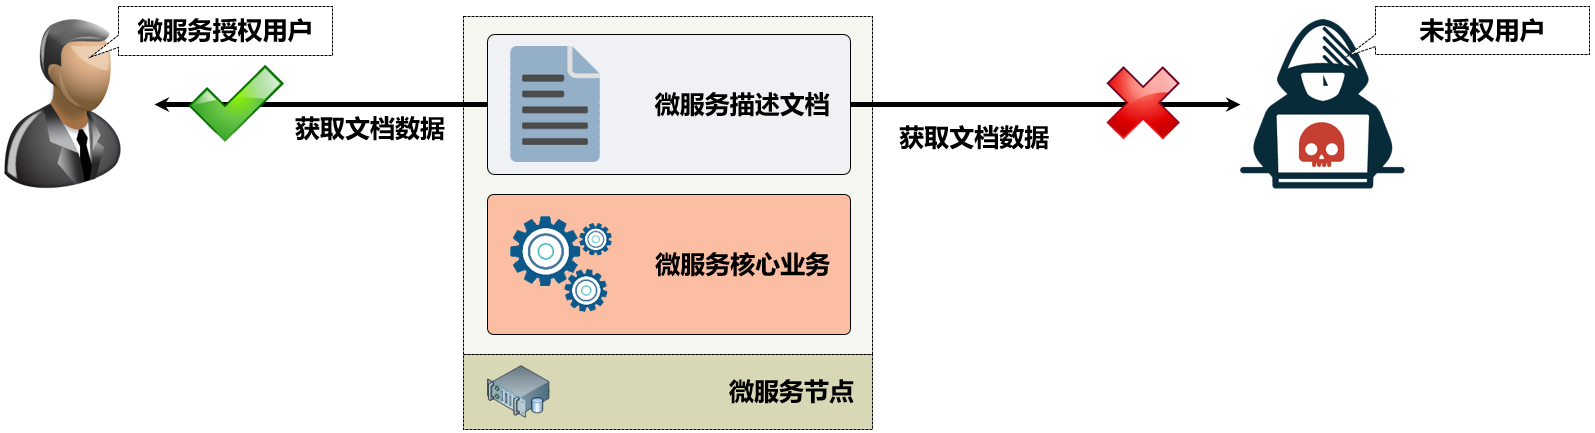 微服务授权用户
未授权用户
微服务描述文档
获取文档数据
获取文档数据
微服务核心业务
微服务节点